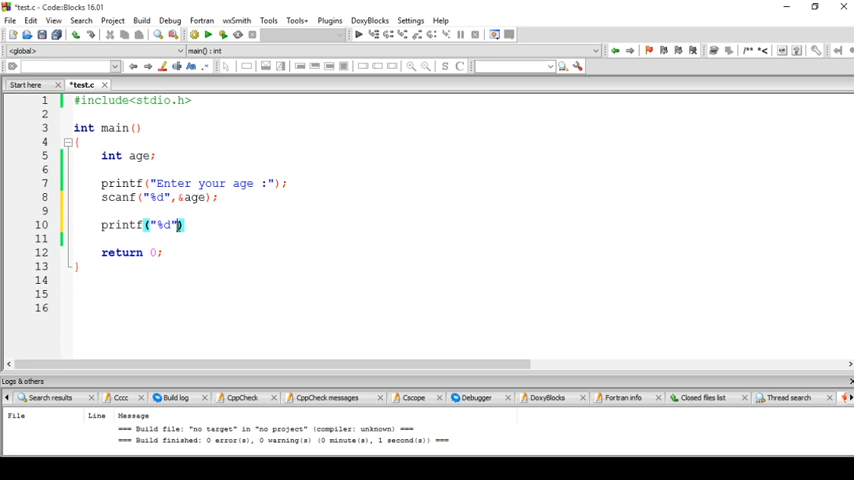 *test.c - Code::Blocks 16.01
File Edit View Search Project Build Debug Fortran wxSmith Tools Tools+ Plugins DoxyBlocks Settings Help
<global> main() : int
/** *<
S C
Start here *test.c
1 #include<stdio.h>
2
3 int main()
4 {
5 int age;
6
7 printf("Enter your age :");
8 scanf("%d",&age);
9
10 printf("%d")
11
12 return 0;
13 }
14
15
16
Logs & others
Search results Cccc Build log CppCheck CppCheck messages Cscope Debugger DoxyBlocks Fortran info Closed files list Thread search
File Line Message
=== Build file: "no target" in "no project" (compiler: unknown) ===
=== Build finished: 0 error(s), 0 warning(s) (0 minute(s), 1 second(s)) ===